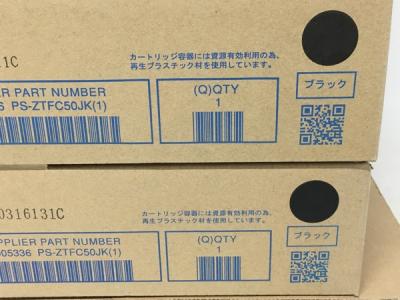 11C
カートリッジ容器には資源有効利用の為、
再生プラスチック材を使用しています。
ER PART NUMBER
6 PS-ZTFC50JK(1)
(Q)QTY
1
ブラック
0316131C
カートリッジ容器には資源有効利用の為、
再生プラスチック材を使用しています。
PPLIER PART NUMBER
05336 PS-ZTFC50JK(1)
(Q)QTY
1
ブラック